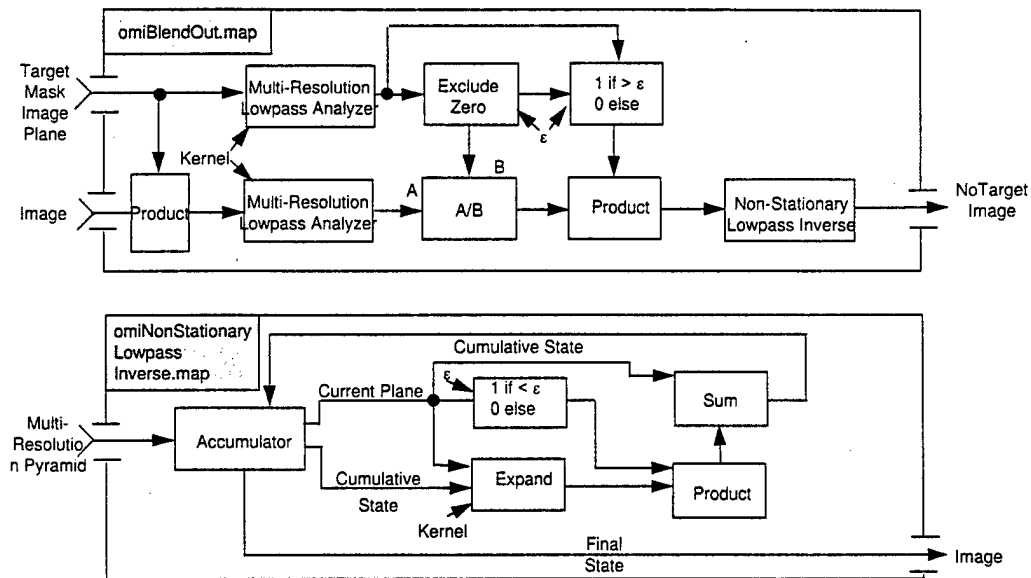 omiBlendOut.map
Target
Mask
Image
Plane
Multi-Resolution
Lowpass Analyzer
Exclude
Zero
1 if > ε
0 else
ε
Kernel
B
A
Image
Product
Multi-Resolution
Lowpass Analyzer
A/B
Product
Non-Stationary
Lowpass Inverse
NoTarget
Image
omiNonStationary
Lowpass
Inverse.map
Cumulative State
ε
Current Plane
1 if < ε
0 else
Sum
Multi-
Resolutio
n Pyramid
Accumulator
Cumulative
State
Expand
Product
Kernel
Final
State
Image